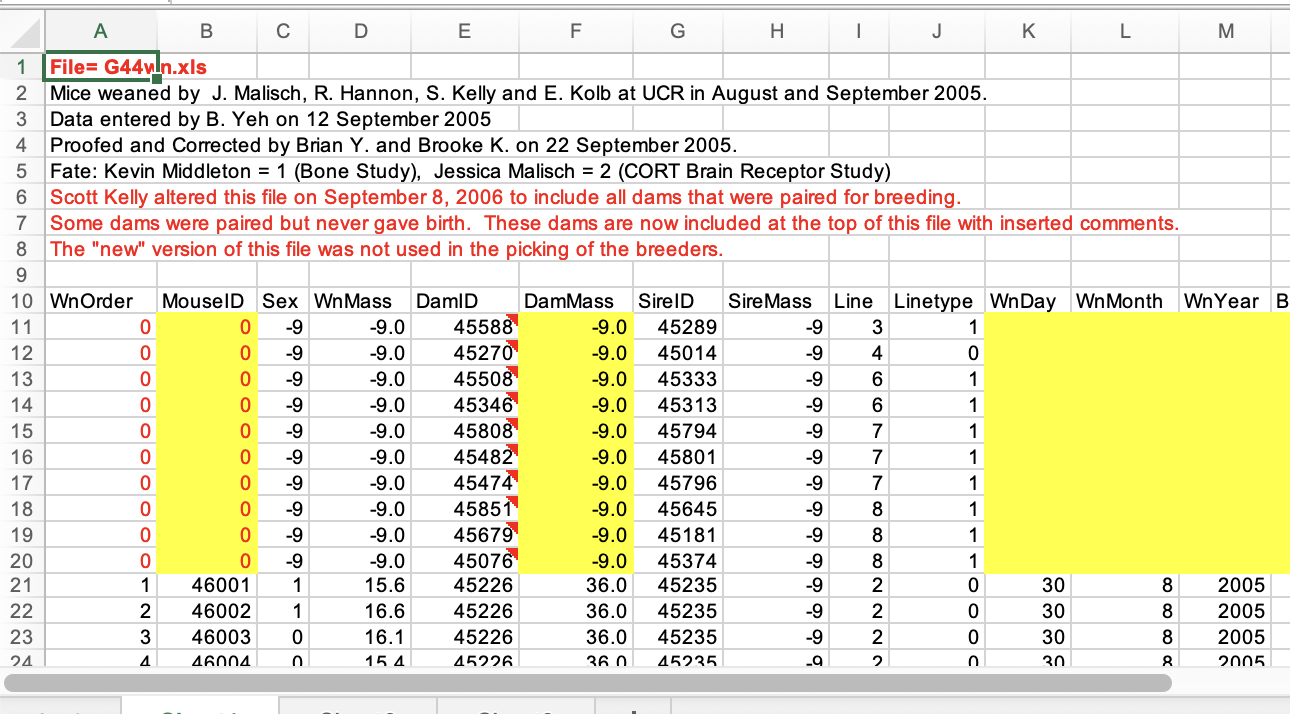 A B C D E F G H I J K L M
1 File= G44wn.xls
2 Mice weaned by J. Malisch, R. Hannon, S. Kelly and E. Kolb at UCR in August and September 2005.
3 Data entered by B. Yeh on 12 September 2005
4 Proofed and Corrected by Brian Y. and Brooke K. on 22 September 2005.
5 Fate: Kevin Middleton = 1 (Bone Study), Jessica Malisch = 2 (CORT Brain Receptor Study)
6 Scott Kelly altered this file on September 8, 2006 to include all dams that were paired for breeding.
7 Some dams were paired but never gave birth. These dams are now included at the top of this file with inserted comments.
8 The "new" version of this file was not used in the picking of the breeders.
9
10 WnOrder MouseID Sex WnMass DamID DamMass SireID SireMass Line Linetype WnDay WnMonth WnYear B
11 0 0 -9 -9.0 45588 -9.0 45289 -9 3 1
12 0 0 -9 -9.0 45270 -9.0 45014 -9 4 0
13 0 0 -9 -9.0 45508 -9.0 45333 -9 6 1
14 0 0 -9 -9.0 45346 -9.0 45313 -9 6 1
15 0 0 -9 -9.0 45808 -9.0 45794 -9 7 1
16 0 0 -9 -9.0 45482 -9.0 45801 -9 7 1
17 0 0 -9 -9.0 45474 -9.0 45796 -9 7 1
18 0 0 -9 -9.0 45851 -9.0 45645 -9 8 1
19 0 0 -9 -9.0 45679 -9.0 45181 -9 8 1
20 0 0 -9 -9.0 45076 -9.0 45374 -9 8 1
21 1 46001 1 15.6 45226 36.0 45235 -9 2 0 30 8 2005
22 2 46002 1 16.6 45226 36.0 45235 -9 2 0 30 8 2005
23 3 46003 0 16.1 45226 36.0 45235 -9 2 0 30 8 2005
24 4 46004 0 15.4 45226 36.0 45235 -9 2 0 30 8 2005